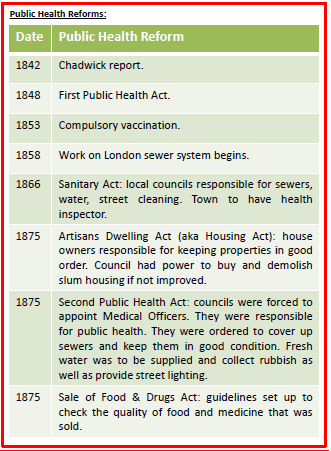 Public Health Reforms:
Date Public Health Reform
1842 Chadwick report.
1848 First Public Health Act.
1853 Compulsory vaccination.
1858 Work on London sewer system begins.
1866 Sanitary Act: local councils responsible for sewers,
water, street cleaning. Town to have health
inspector.
1875 Artisans Dwelling Act (aka Housing Act): house
owners responsible for keeping properties in good
order. Council had power to buy and demolish
slum housing if not improved.
1875 Second Public Health Act: councils were forced to
appoint Medical Officers. They were responsible
for public health. They were ordered to cover up
sewers and keep them in good condition. Fresh
water was to be supplied and collect rubbish as
well as provide street lighting.
1875 Sale of Food & Drugs Act: guidelines set up to
check the quality of food and medicine that was
sold.